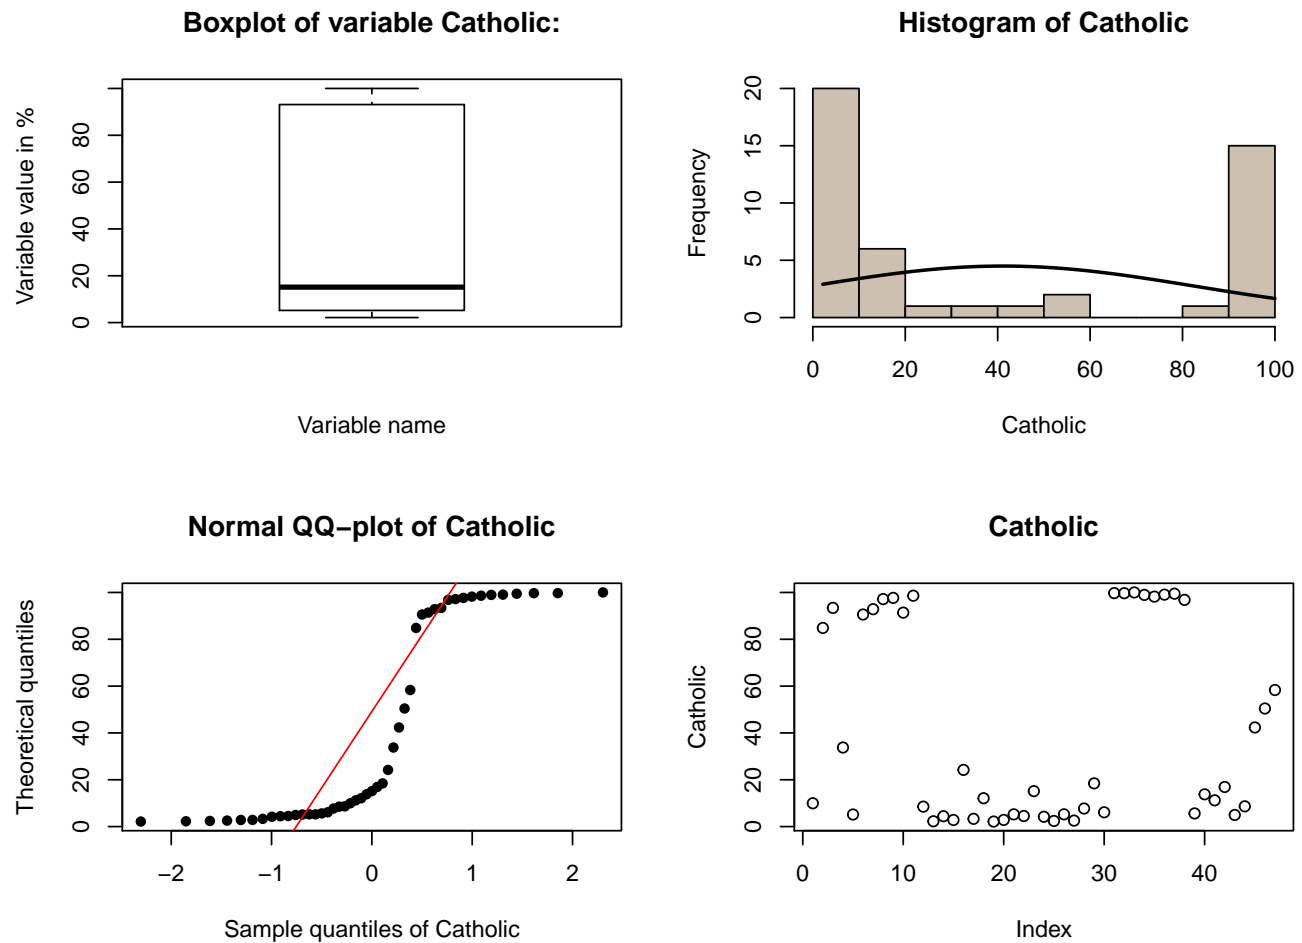 Boxplot of variable Catholic:
Variable value in %
0 20 40 60 80
Variable name
Histogram of Catholic
Frequency
0 5 10 15 20
0 20 40 60 80 100
Catholic
Normal QQ−plot of Catholic
Theoretical quantiles
0 20 40 60 80
−2 −1 0 1 2
Sample quantiles of Catholic
Catholic
Catholic
0 20 40 60 80
0 10 20 30 40
Index